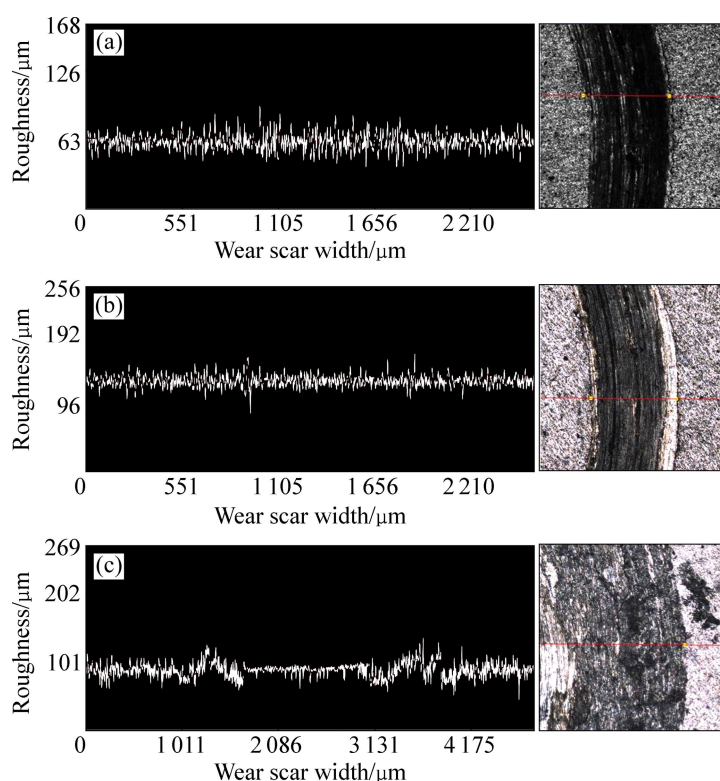 168
(a)
126
63
Roughness/μm
0 551 1 105 1 656 2 210
Wear scar width/μm
256
(b)
192
96
Roughness/μm
0 551 1 105 1 656 2 210
Wear scar width/μm
269
(c)
202
101
Roughness/μm
0 1 011 2 086 3 131 4 175
Wear scar width/μm